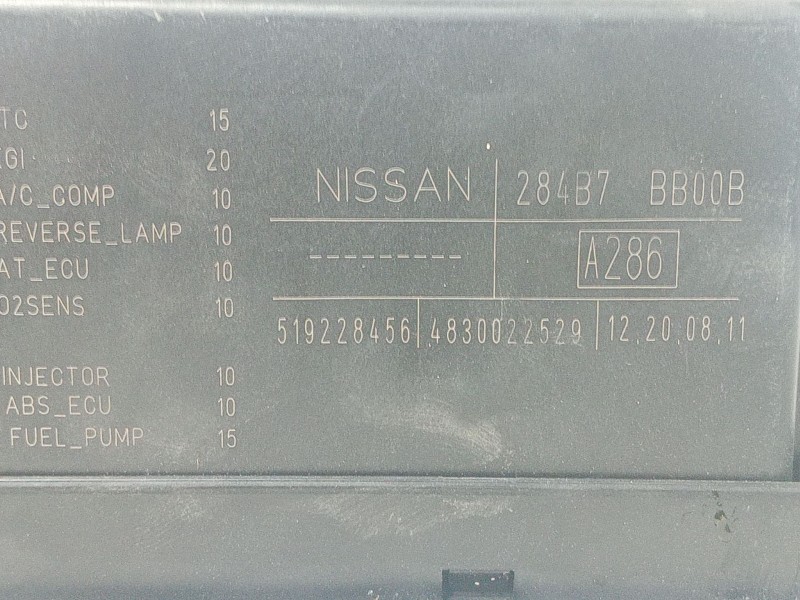 TC 15
EGI 20
A/C_COMP 10
REVERSE_LAMP 10
AT_ECU 10
O2SENS 10
INJECTOR 10
ABS_ECU 10
FUEL_PUMP 15
NISSAN 284B7 BB00B
--------- A286
519228456 4830022529 12.20.08.11